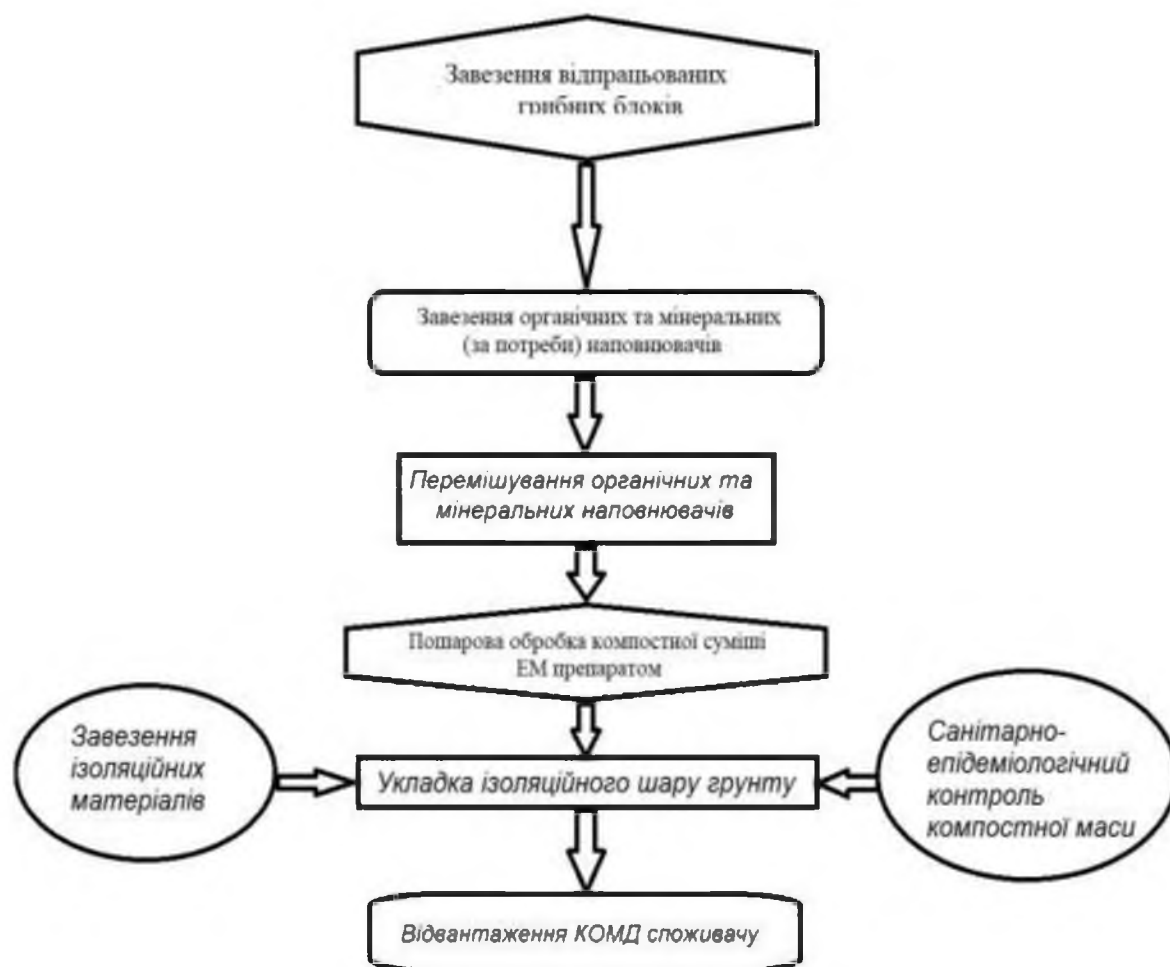 Завезення відпрацьованих
грибних блоків
Завезення органічних та мінеральних
(за потреби) наповнювачів
Перемішування органічних та
мінеральних наповнювачів
Пошарова обробка компостної суміші
ЕМ препаратом
Завезення
ізоляційних
матеріалів
Укладка ізоляційного шару грунту
Санітарно-
епідеміологічний
контроль
компостної маси
Відвантаження КОМД споживачу